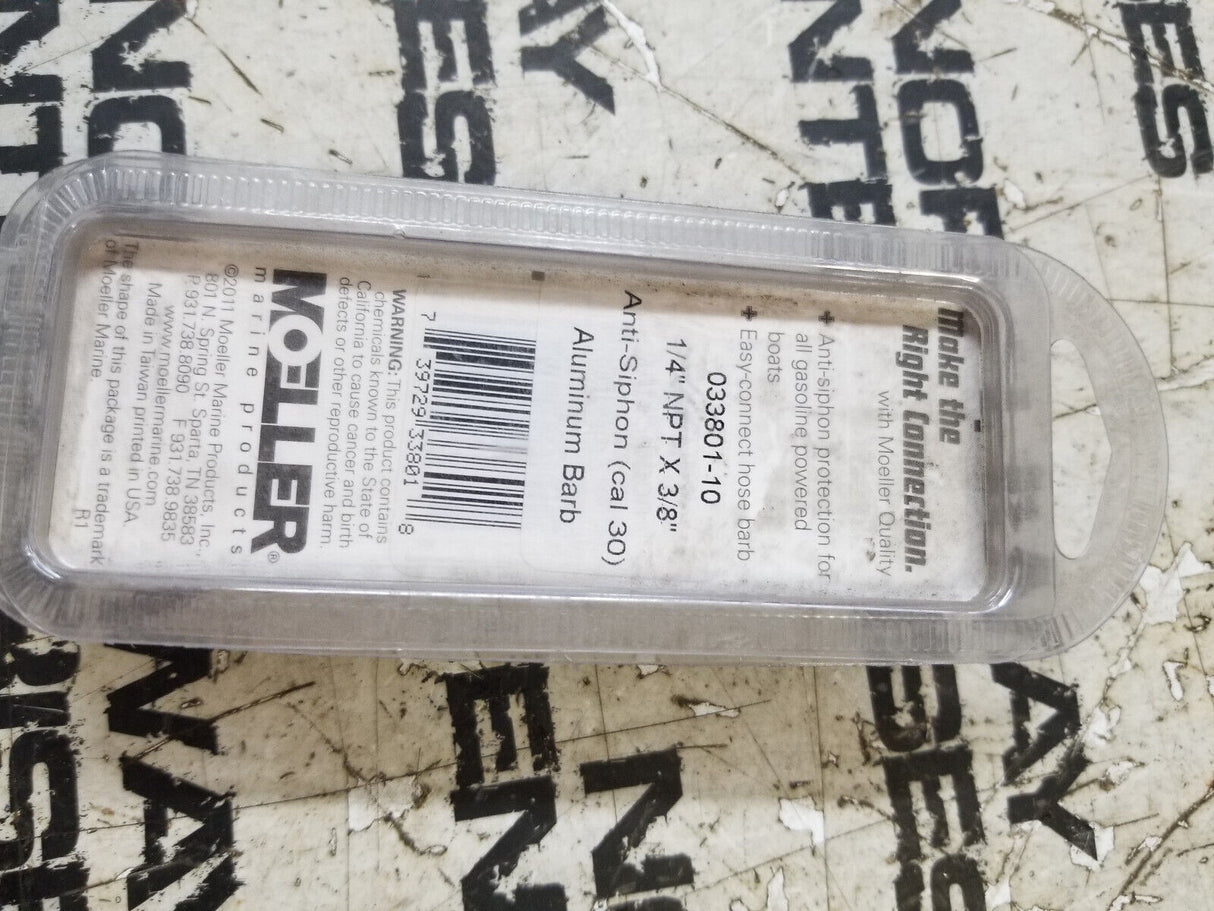 Make the
Right Connection.
with Moeller Quality
+ Anti-siphon protection for
all gasoline powered
boats
+ Easy-connect hose barb
033801-10
1/4" NPT X 3/8"
Anti-Siphon (cal 30)
Aluminum Barb
7 39729 33801 8
WARNING: This product contains
chemicals known to the State of
California to casuse cancer and birth
detects or other reproductive harm.
MOELLER®
marine products
©2011 Moeller Marine Products, Inc.,
801 N. Spring St. Sparta, TN 38583
P.931.738.8090 F 931.738.9835
www.moellermarine.com
Made in Taiwan printed in USA
The shape of this package is a trademark
of Moeller Marine.
R1